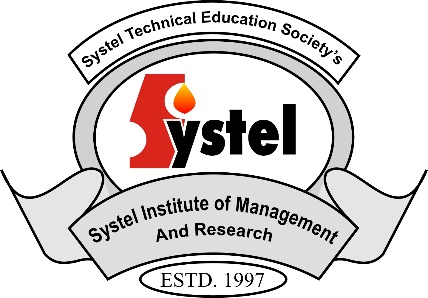 Systel Technical Education Society's
Systel
Systel Institute of Management
And Research
ESTD. 1997